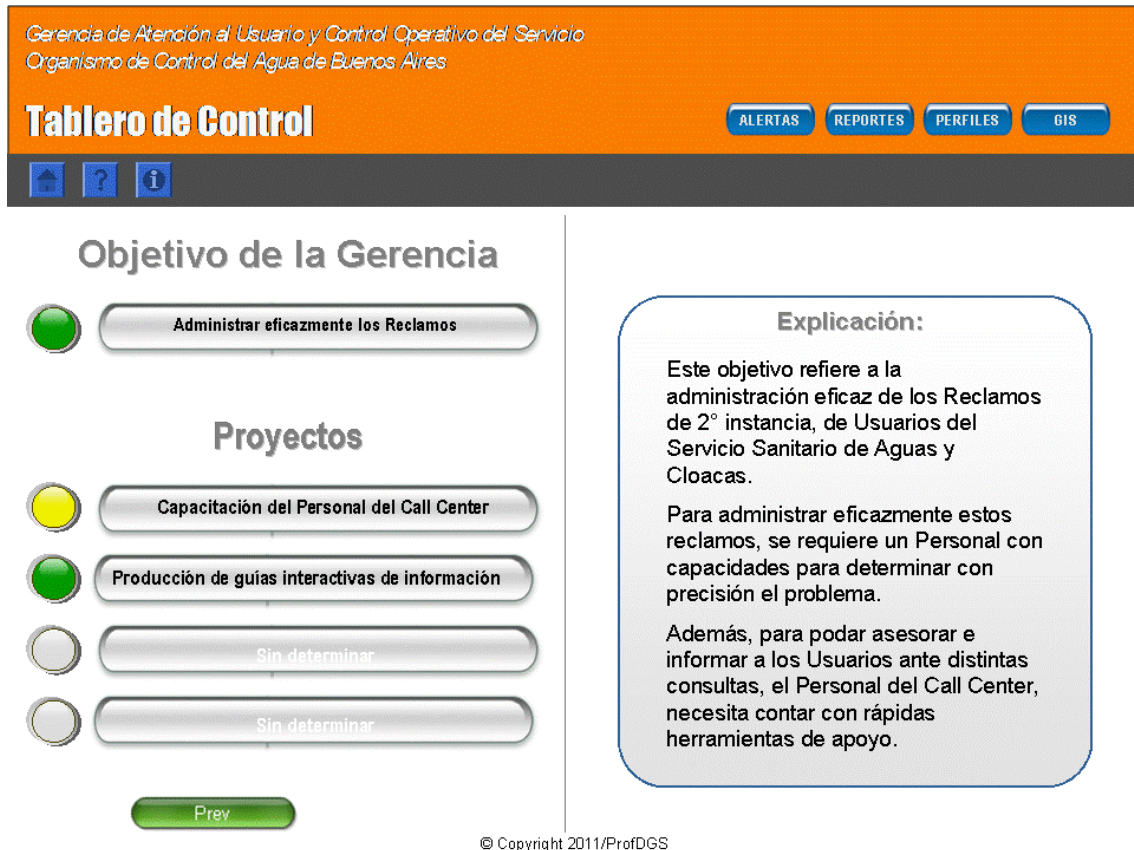 Gerencia de Atención al Usuario y Control Operativo del Servicio
Organismo de Control del Agua de Buenos Aires
Tablero de Control
ALERTAS
REPORTES
PERFILES
GIS
?
i
Objetivo de la Gerencia
Administrar eficazmente los Reclamos
Proyectos
Capacitación del Personal del Call Center
Producción de guías interactivas de información
Sin determinar
Sin determinar
Prev
Explicación:
Este objetivo refiere a la
administración eficaz de los Reclamos
de 2° instancia, de Usuarios del
Servicio Sanitario de Aguas y
Cloacas.
Para administrar eficazmente estos
reclamos, se requiere un Personal con
capacidades para determinar con
precisión el problema.
Además, para podar asesorar e
informar a los Usuarios ante distintas
consultas, el Personal del Call Center,
necesita contar con rápidas
herramientas de apoyo.
© Copyright 2011/ProfDGS